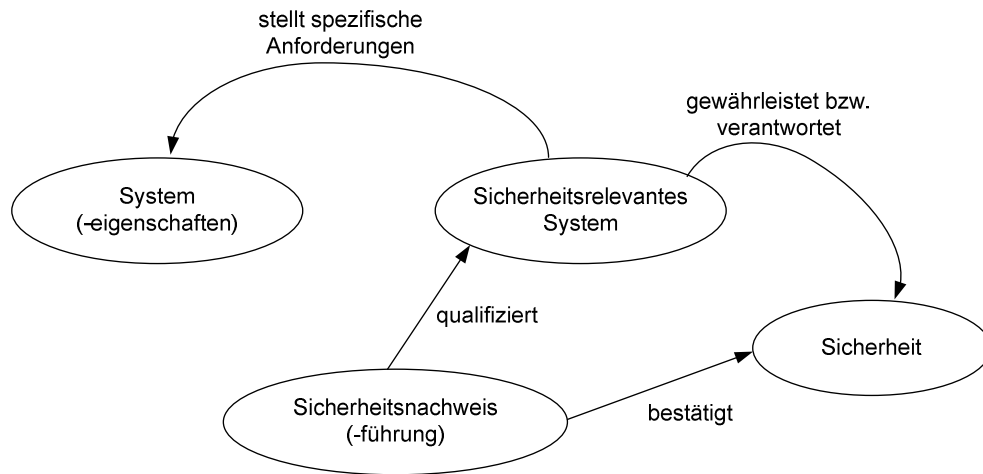 stellt spezifische
Anforderungen
gewährleistet bzw.
verantwortet
System
(-eigenschaften)
Sicherheitsrelevantes
System
qualifiziert
Sicherheit
Sicherheitsnachweis
(-führung)
bestätigt